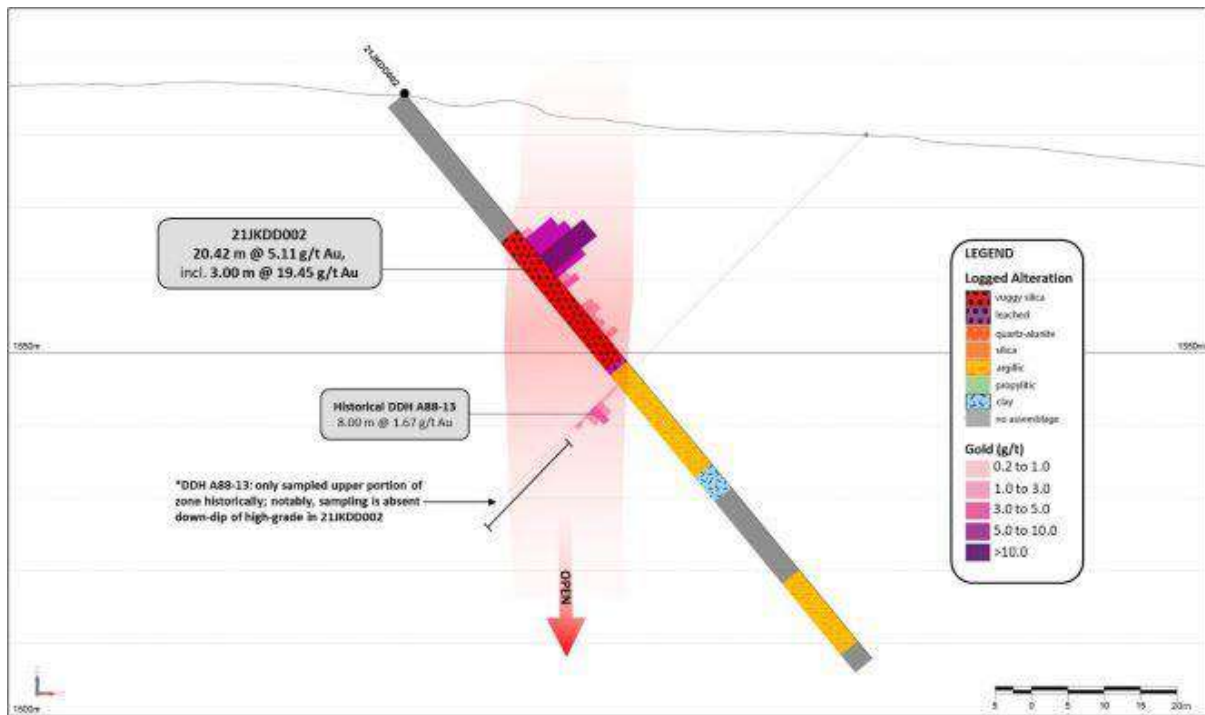 21JKDD002
21JKDD002
20.42 m @ 5.11 g/t Au,
incl. 3.00 m @ 19.45 g/t Au
1550m
1550m
Historical DDH A88-13
8.00 m @ 1.67 g/t Au
*DDH A88-13: only sampled upper portion of
zone historically; notably, sampling is absent
down-dip of high-grade in 21JKDD002
OPEN
LEGEND
Logged Alteration
vuggy silica
leached
quartz-alunite
silica
argillic
propylitic
clay
no assemblage
Gold (g/t)
0.2 to 1.0
1.0 to 3.0
3.0 to 5.0
5.0 to 10.0
>10.0
1500m
5 0 5 10 15 20m